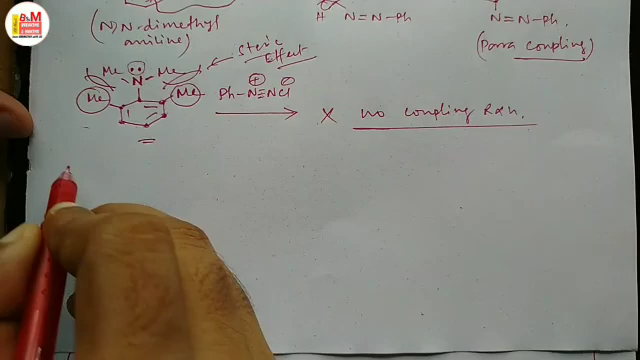 B&M
(N,N-dimethyl
aniline)
H N=N-Ph
N=N-Ph.
(Para coupling)
Steric
Effect
Me N Me
Me Me
Ph-N≡NCl
⊕ ⊖
X no coupling Rxn.